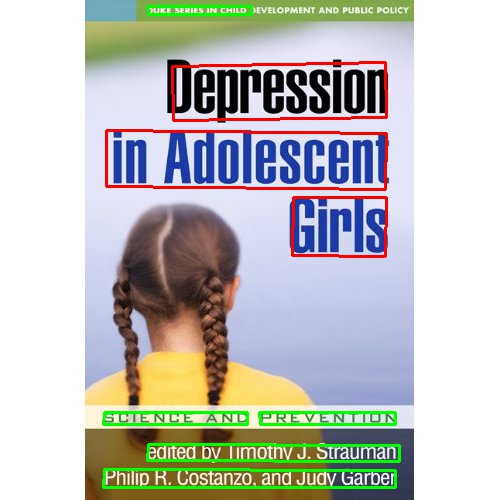 DUKE SERIES IN CHILD DEVELOPMENT AND PUBLIC POLICY
Depression
in Adolescent
Girls
SCIENCE AND PREVENTION
edited by Timothy J. Strauman
Philip R. Costanzo, and Judy Garber